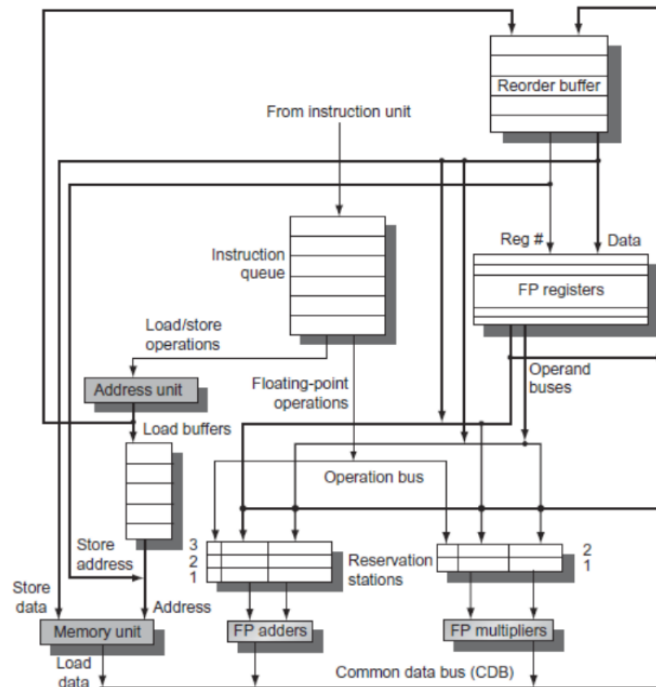 Reorder buffer
From instruction unit
Reg #
Data
Instruction
queue
FP registers
Load/store
operations
Operand
buses
Address unit
Floating-point
operations
Load buffers
Operation bus
3
2
1
Reservation
stations
2
1
Store
address
Store
data
Address
Memory unit
FP adders
FP multipliers
Load
data
Common data bus (CDB)